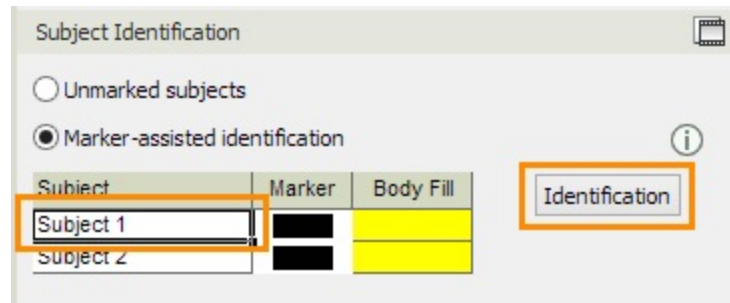 Subject Identification
Unmarked subjects
Marker-assisted identification
Subject Marker Body Fill
Identification
Subject 1
Subject 2